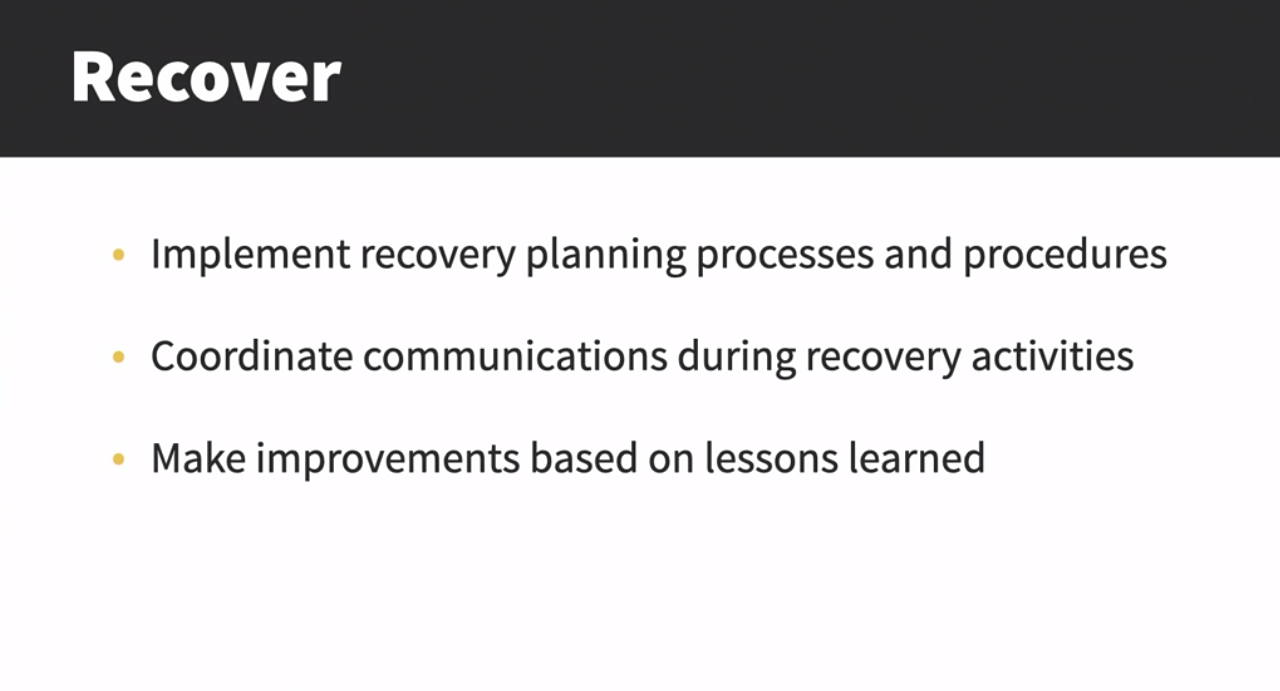 Recover
• Implement recovery planning processes and procedures
• Coordinate communications during recovery activities
• Make improvements based on lessons learned